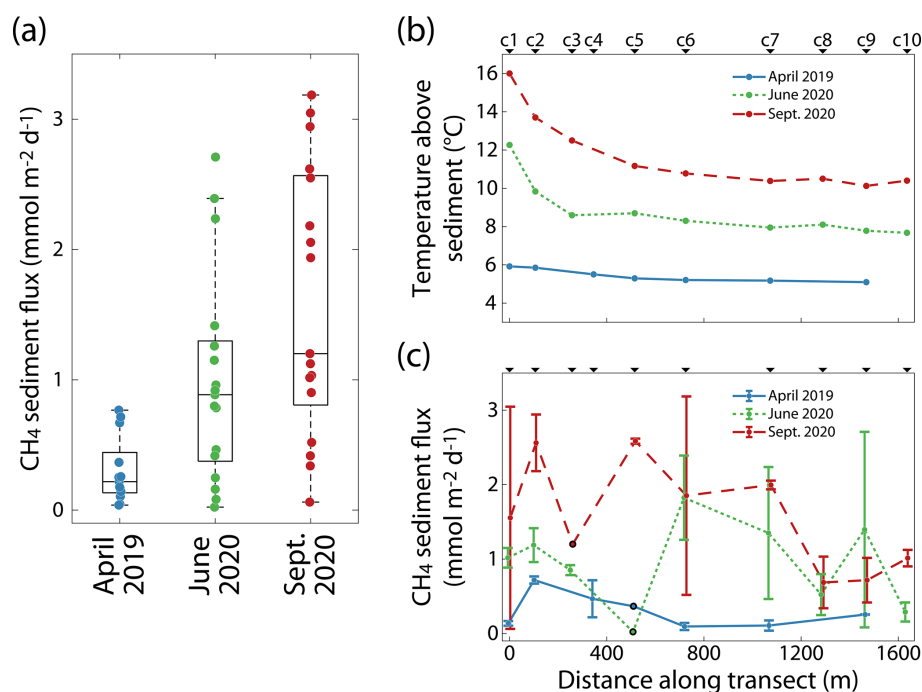 (a)
CH4 sediment flux (mmol m-2 d-1)
3
2
1
0
April
2019
June
2020
Sept.
2020
(b)
c1 c2 c3 c4 c5 c6 c7 c8 c9 c10
Temperature above
sediment (°C)
16
14
12
10
8
6
4
April 2019
June 2020
Sept. 2020
(c)
CH4 sediment flux
(mmol m-2 d-1)
3
2
1
0
April 2019
June 2020
Sept. 2020
0 400 800 1200 1600
Distance along transect (m)